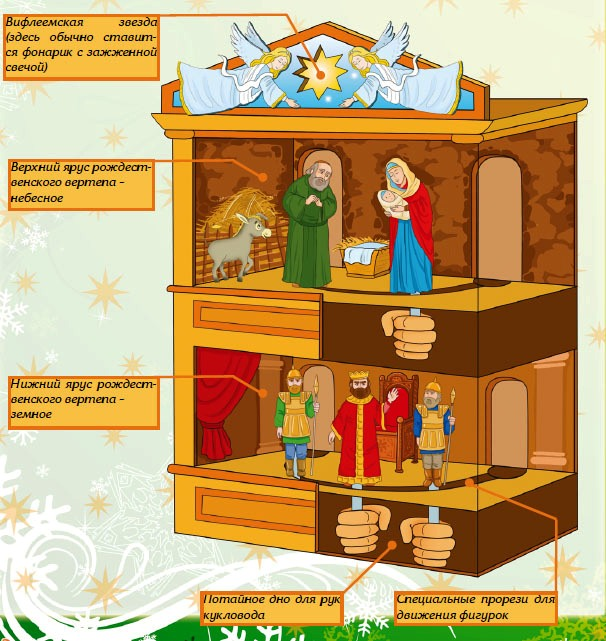 Вифлеемская звезда
(здесь обычно ставит-
ся фонарик с зажженной
свечой)
Верхний ярус рождест-
венского вертепа –
небесное
Нижний ярус рождест-
венского вертепа –
земное
Потайное дно для рук
кукловода
Специальные прорези для
движения фигурок